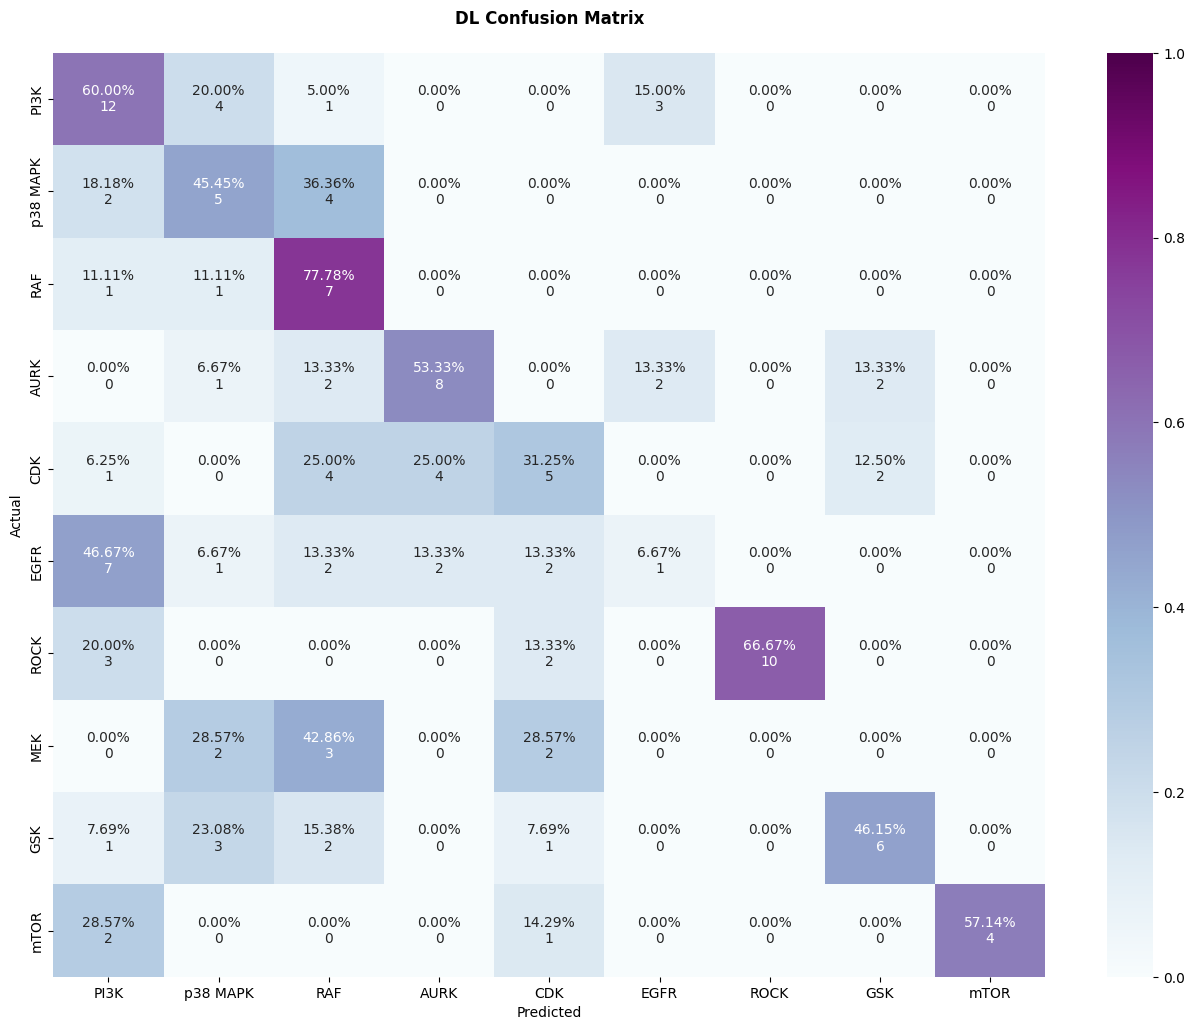 DL Confusion Matrix
PI3K
60.00% 20.00% 5.00% 0.00% 0.00% 15.00% 0.00% 0.00% 0.00%
12 4 1 0 0 3 0 0 0
p38 MAPK
18.18% 45.45% 36.36% 0.00% 0.00% 0.00% 0.00% 0.00% 0.00%
2 5 4 0 0 0 0 0 0
RAF
11.11% 11.11% 77.78% 0.00% 0.00% 0.00% 0.00% 0.00% 0.00%
1 1 7 0 0 0 0 0 0
AURK
0.00% 6.67% 13.33% 53.33% 0.00% 13.33% 0.00% 13.33% 0.00%
0 1 2 8 0 2 0 2 0
CDK
6.25% 0.00% 25.00% 25.00% 31.25% 0.00% 0.00% 12.50% 0.00%
1 0 4 4 5 0 0 2 0
Actual
EGFR
46.67% 6.67% 13.33% 13.33% 13.33% 6.67% 0.00% 0.00% 0.00%
7 1 2 2 2 1 0 0 0
ROCK
20.00% 0.00% 0.00% 0.00% 13.33% 0.00% 66.67% 0.00% 0.00%
3 0 0 0 2 0 10 0 0
MEK
0.00% 28.57% 42.86% 0.00% 28.57% 0.00% 0.00% 0.00% 0.00%
0 2 3 0 2 0 0 0 0
GSK
7.69% 23.08% 15.38% 0.00% 7.69% 0.00% 0.00% 46.15% 0.00%
1 3 2 0 1 0 0 6 0
mTOR
28.57% 0.00% 0.00% 0.00% 14.29% 0.00% 0.00% 0.00% 57.14%
2 0 0 0 1 0 0 0 4
PI3K p38 MAPK RAF AURK CDK EGFR ROCK GSK mTOR
Predicted
1.0
0.8
0.6
0.4
0.2
0.0